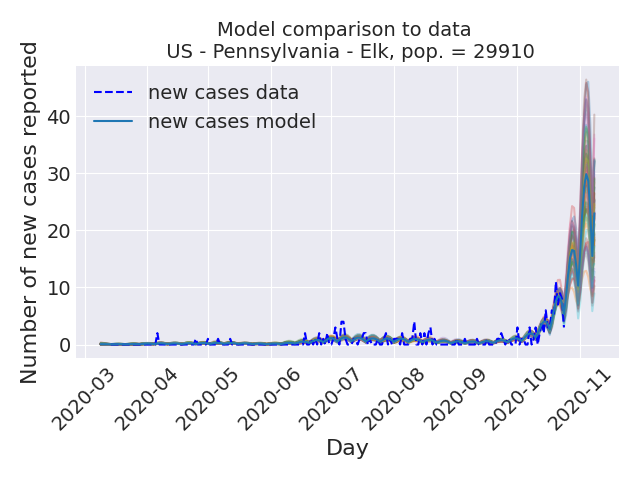 Model comparison to data
US - Pennsylvania - Elk, pop. = 29910
new cases data
new cases model
Number of new cases reported
40
30
20
10
0
2020-03
2020-04
2020-05
2020-06
2020-07
2020-08
2020-09
2020-10
2020-11
Day